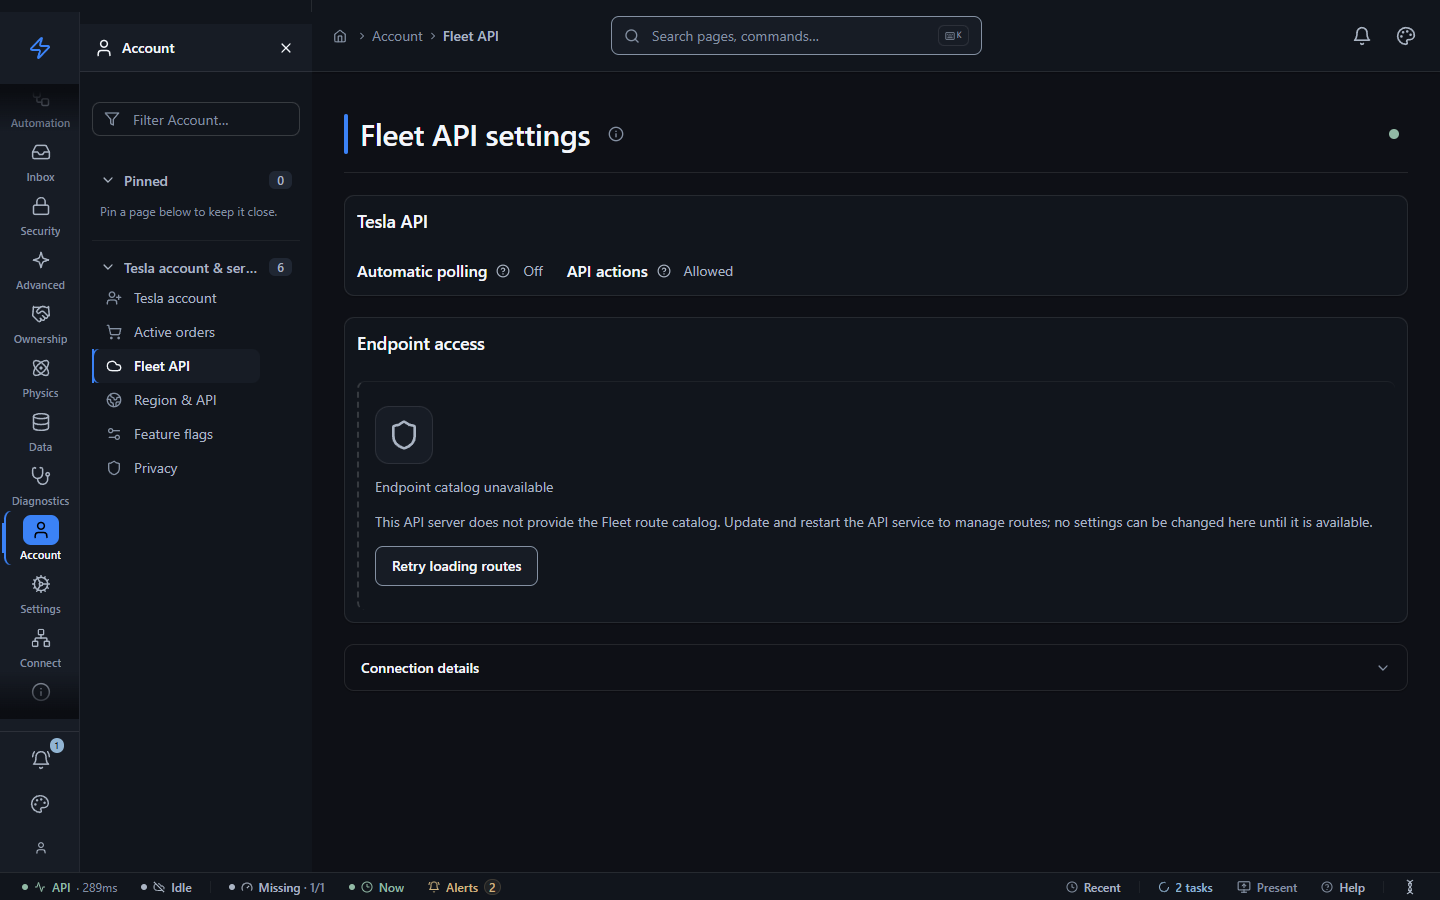 Account
Account
Fleet API
Search pages, commands...
K
Automation
Inbox
Security
Advanced
Ownership
Physics
Data
Diagnostics
Account
Settings
Connect
1
Filter Account...
Pinned
0
Pin a page below to keep it close.
Tesla account & ser...
6
Tesla account
Active orders
Fleet API
Region & API
Feature flags
Privacy
Fleet API settings
Tesla API
Automatic polling Off API actions Allowed
Endpoint access
Endpoint catalog unavailable
This API server does not provide the Fleet route catalog. Update and restart the API service to manage routes; no settings can be changed here until it is available.
Retry loading routes
Connection details
API · 289ms Idle Missing · 1/1 Now Alerts 2 Recent 2 tasks Present Help